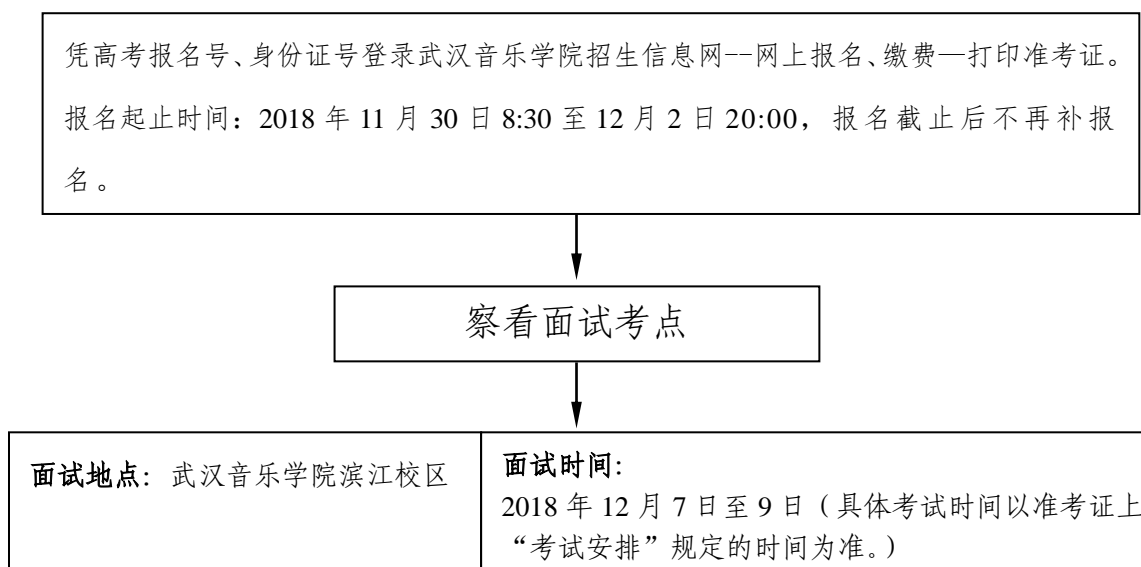 凭高考报名号、身份证号登录武汉音乐学院招生信息网--网上报名、缴费—打印准考证。
报名起止时间：2018 年 11 月 30 日 8:30 至 12 月 2 日 20:00，报名截止后不再补报
名。
察看面试考点
面试地点：武汉音乐学院滨江校区
面试时间：
2018 年 12 月 7 日至 9 日（具体考试时间以准考证上
“考试安排”规定的时间为准。）